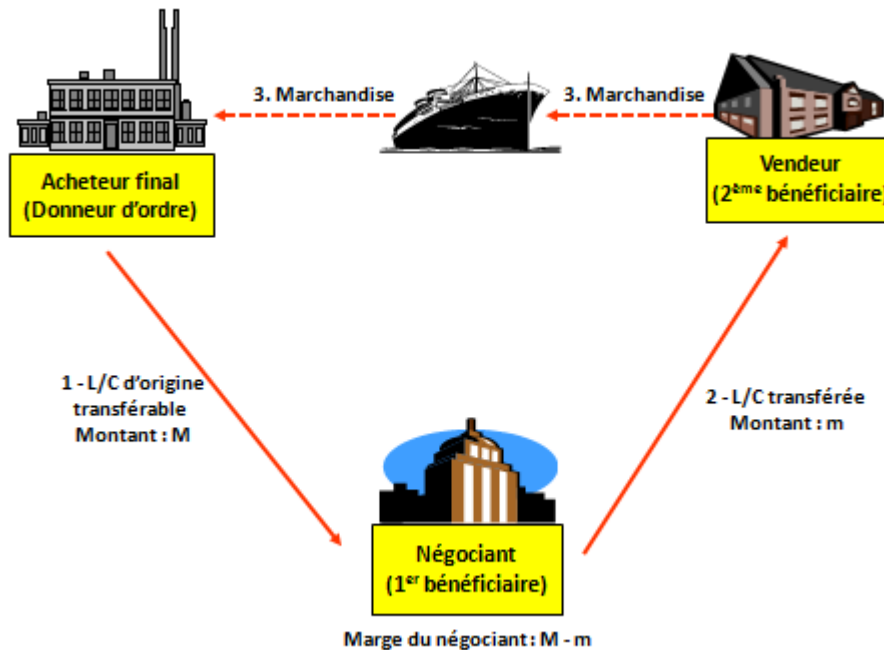 3. Marchandise
3. Marchandise
Acheteur final
(Donneur d'ordre)
Vendeur
(2ème bénéficiaire)
1 - L/C d'origine
transférable
Montant : M
2 - L/C transférée
Montant : m
Négociant
(1er bénéficiaire)
Marge du négociant : M - m